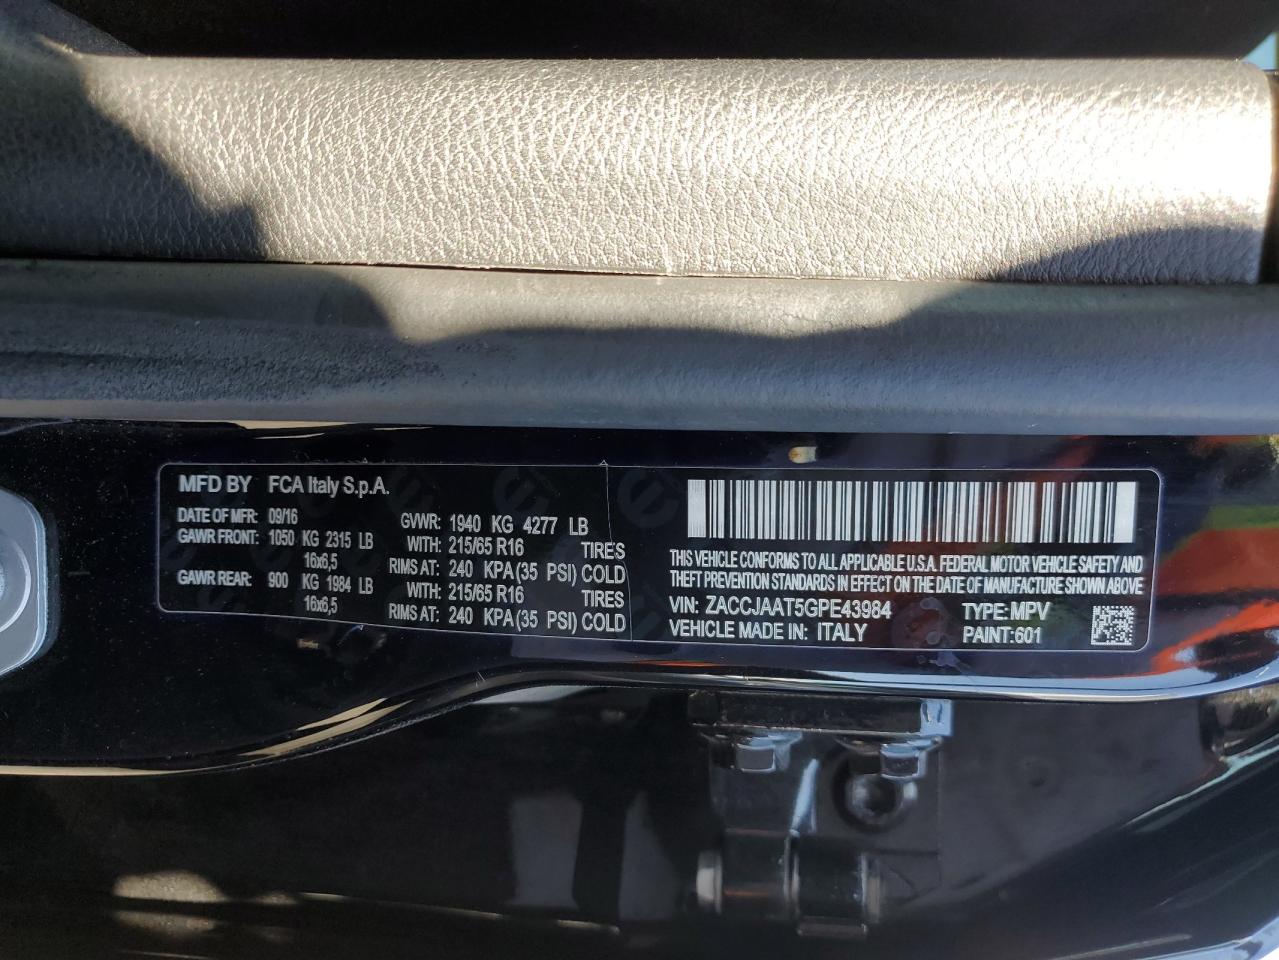 MFD BY FCA Italy S.p.A.
DATE OF MFR: 09/16 GVWR: 1940 KG 4277 LB
GAWR FRONT: 1050 KG 2315 LB WITH: 215/65 R16 TIRES
16x6,5 RIMS AT: 240 KPA(35 PSI) COLD
GAWR REAR: 900 KG 1984 LB WITH: 215/65 R16 TIRES
16x6,5 RIMS AT: 240 KPA(35 PSI) COLD
THIS VEHICLE CONFORMS TO ALL APPLICABLE U.S.A. FEDERAL MOTOR VEHICLE SAFETY AND
THEFT PREVENTION STANDARDS IN EFFECT ON THE DATE OF MANUFACTURE SHOWN ABOVE
VIN: ZACCJAAT5GPE43984 TYPE: MPV
VEHICLE MADE IN: ITALY PAINT:601